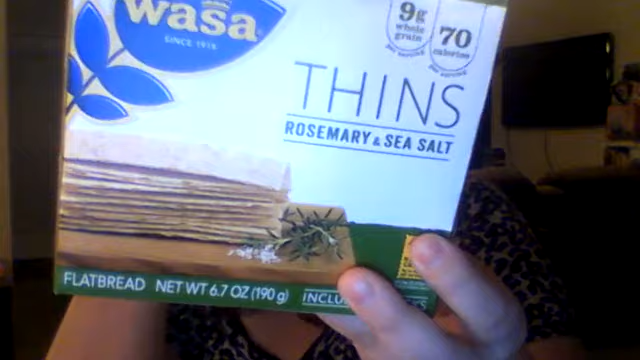 wasa
SINCE 1919
9g
whole
grain
per serving
70
calories
per serving
THINS
ROSEMARY & SEA SALT
FLATBREAD NET WT 6.7 OZ (190 g)